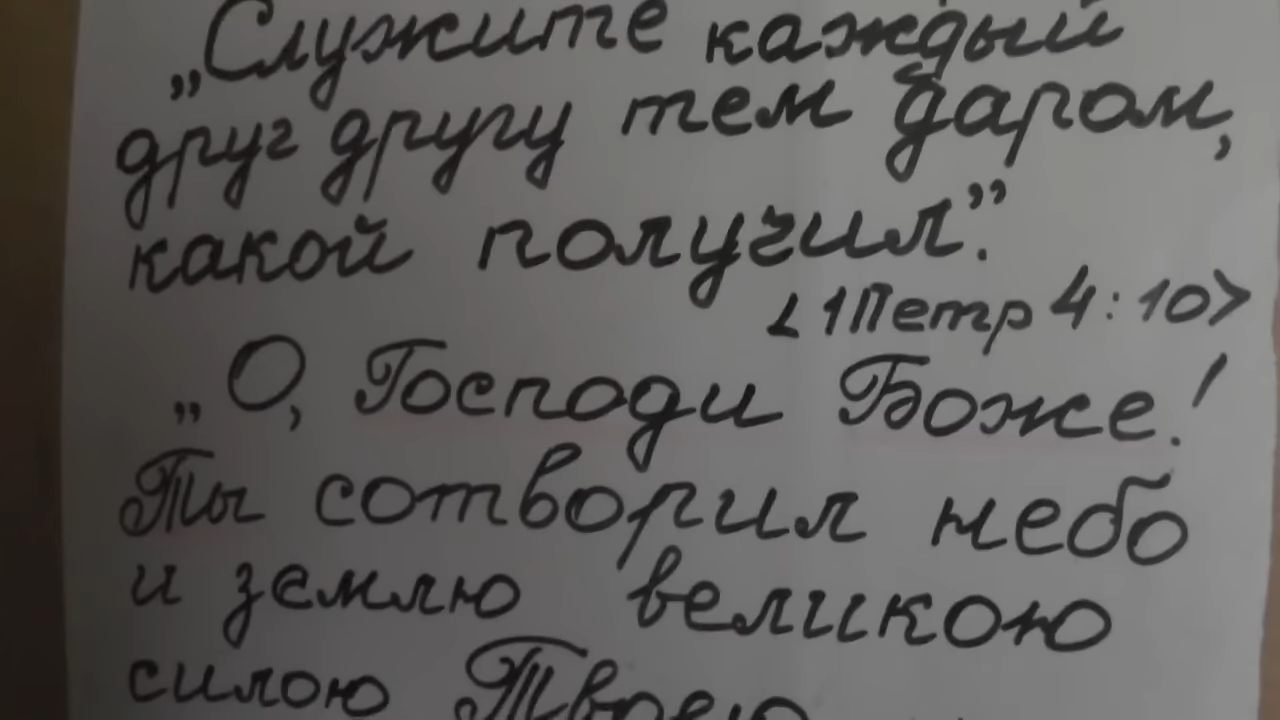 „Служите каждый
друг другу тем даром,
какой получил”.
<1Петр 4:10>
„О, Господи Боже!
Ты сотворил небо
и землю великою
силою Твоею